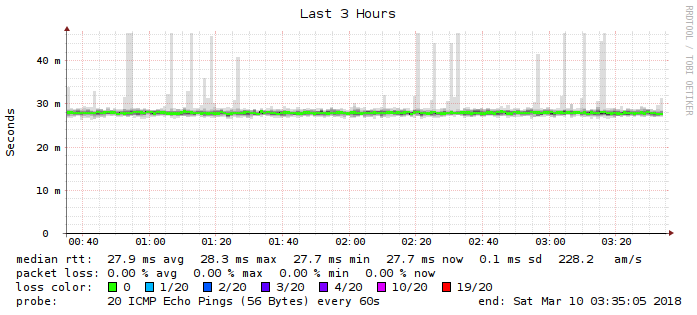 Last 3 Hours
RRDTOOL / TOBI OETIKER
Seconds
40 m
30 m
20 m
10 m
0
00:40 01:00 01:20 01:40 02:00 02:20 02:40 03:00 03:20
median rtt: 27.9 ms avg 28.3 ms max 27.7 ms min 27.7 ms now 0.1 ms sd 228.2 am/s
packet loss: 0.00 % avg 0.00 % max 0.00 % min 0.00 % now
loss color: 0 1/20 2/20 3/20 4/20 10/20 19/20
probe: 20 ICMP Echo Pings (56 Bytes) every 60s end: Sat Mar 10 03:35:05 2018